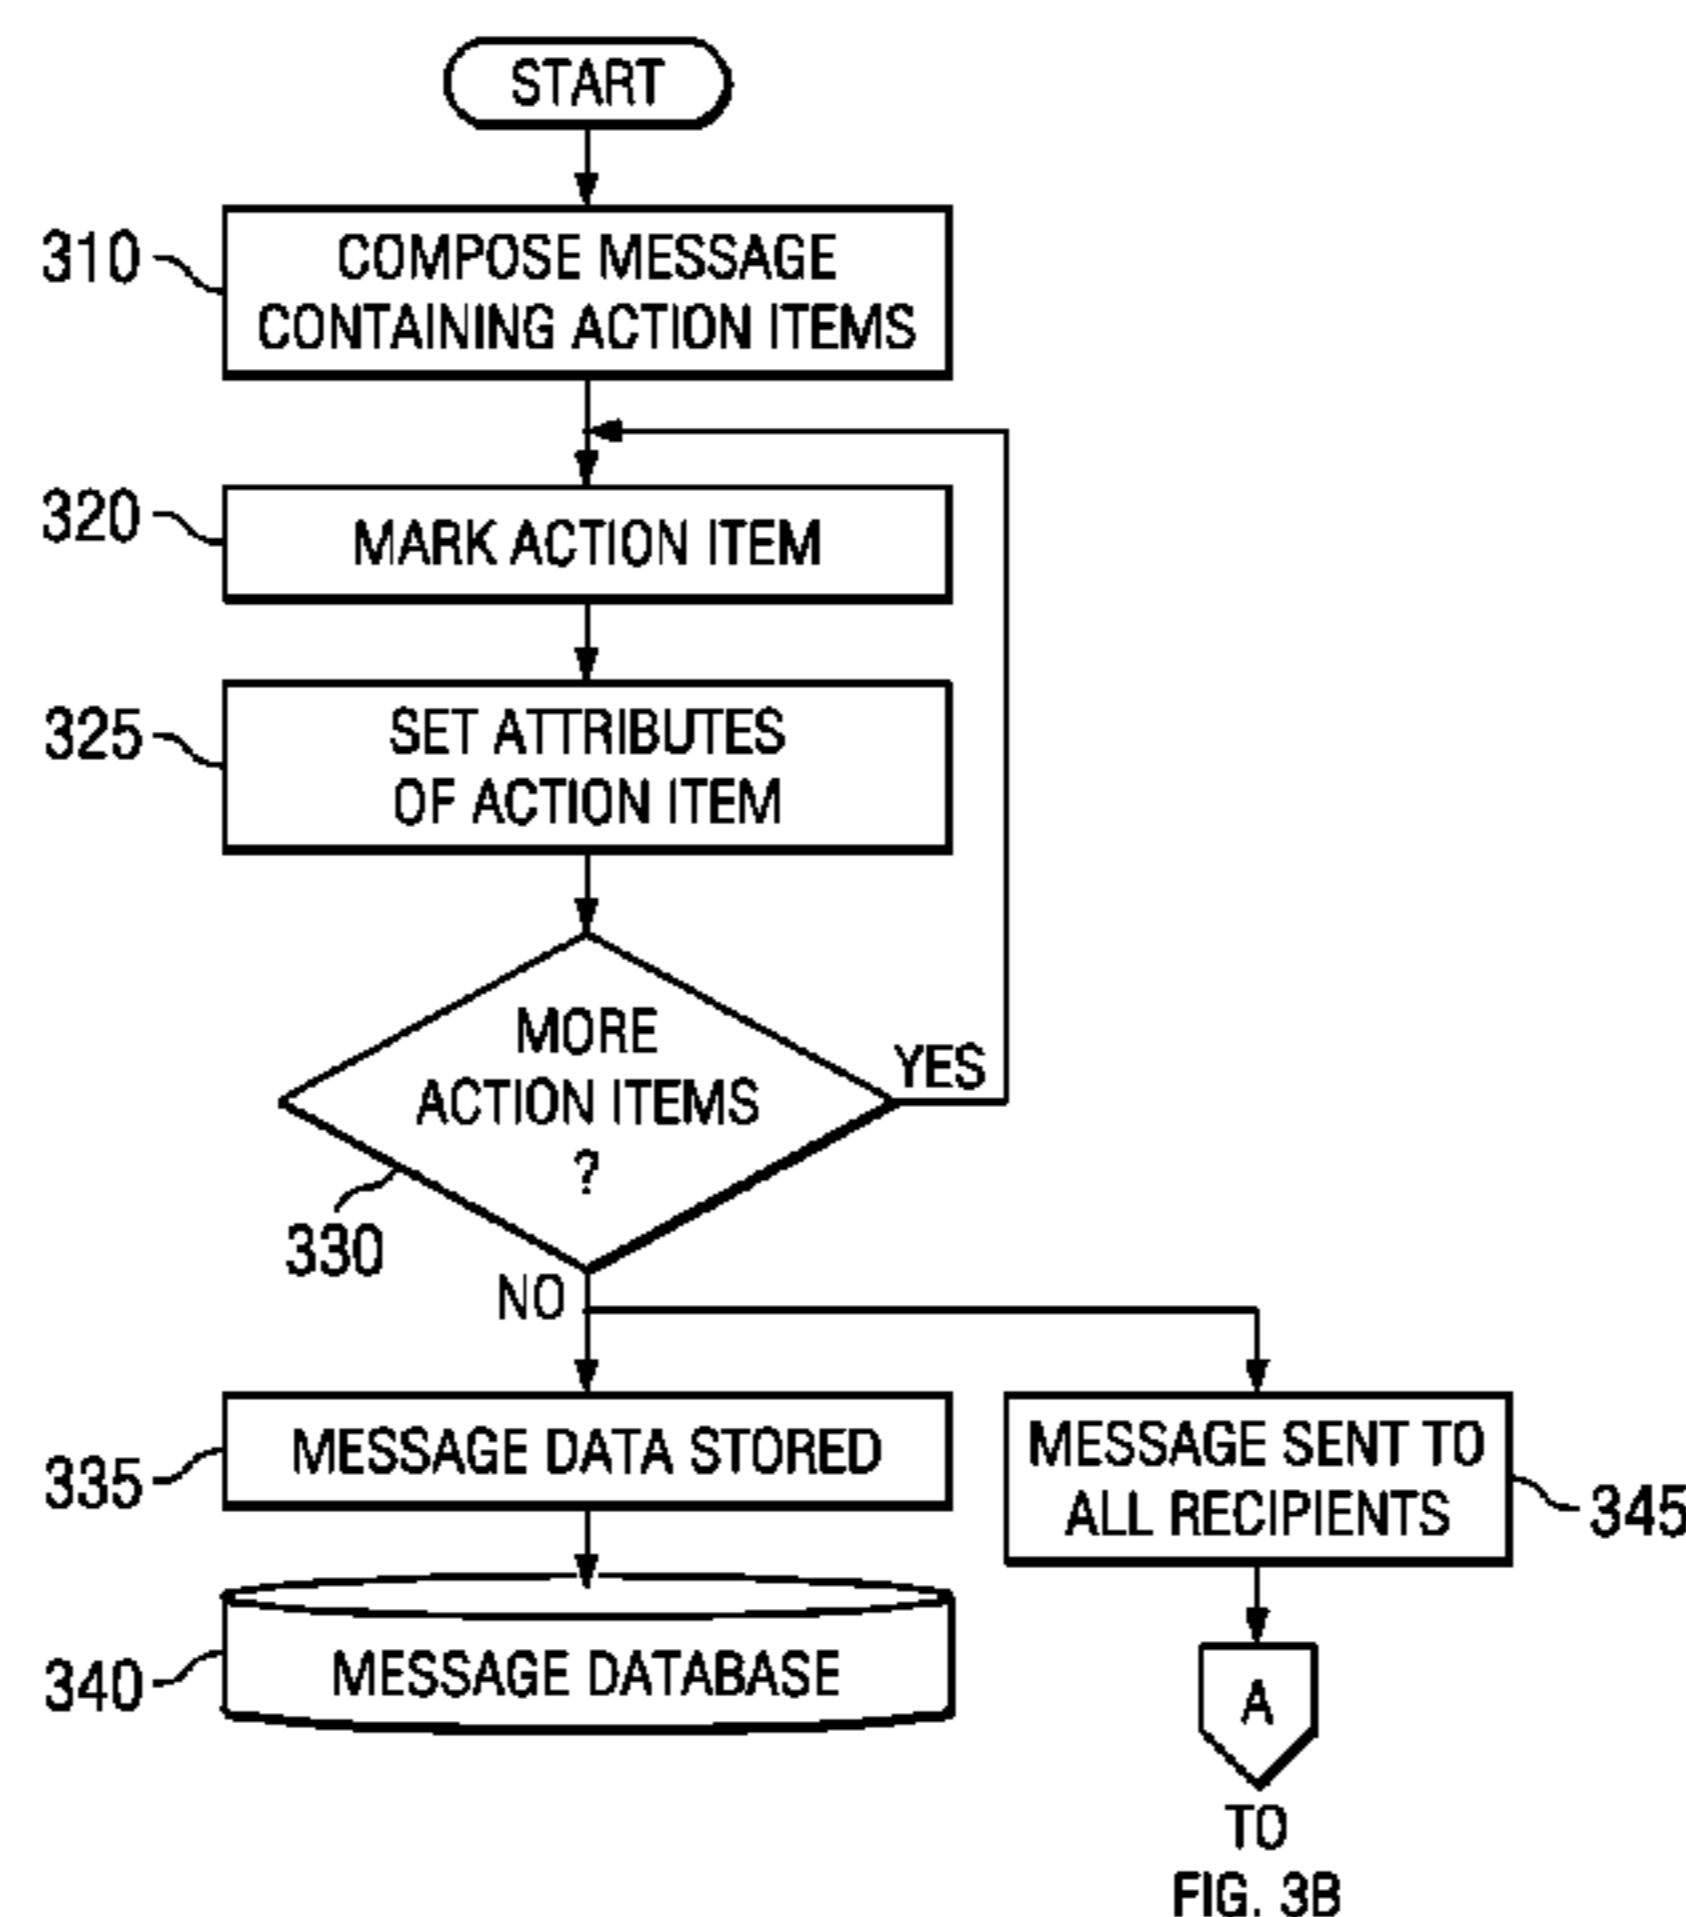 START
310
COMPOSE MESSAGE
CONTAINING ACTION ITEMS
320
MARK ACTION ITEM
325
SET ATTRIBUTES
OF ACTION ITEM
MORE
ACTION ITEMS
?
YES
330
NO
335
MESSAGE DATA STORED
MESSAGE SENT TO
ALL RECIPIENTS
345
340
MESSAGE DATABASE
A
TO
FIG. 3B